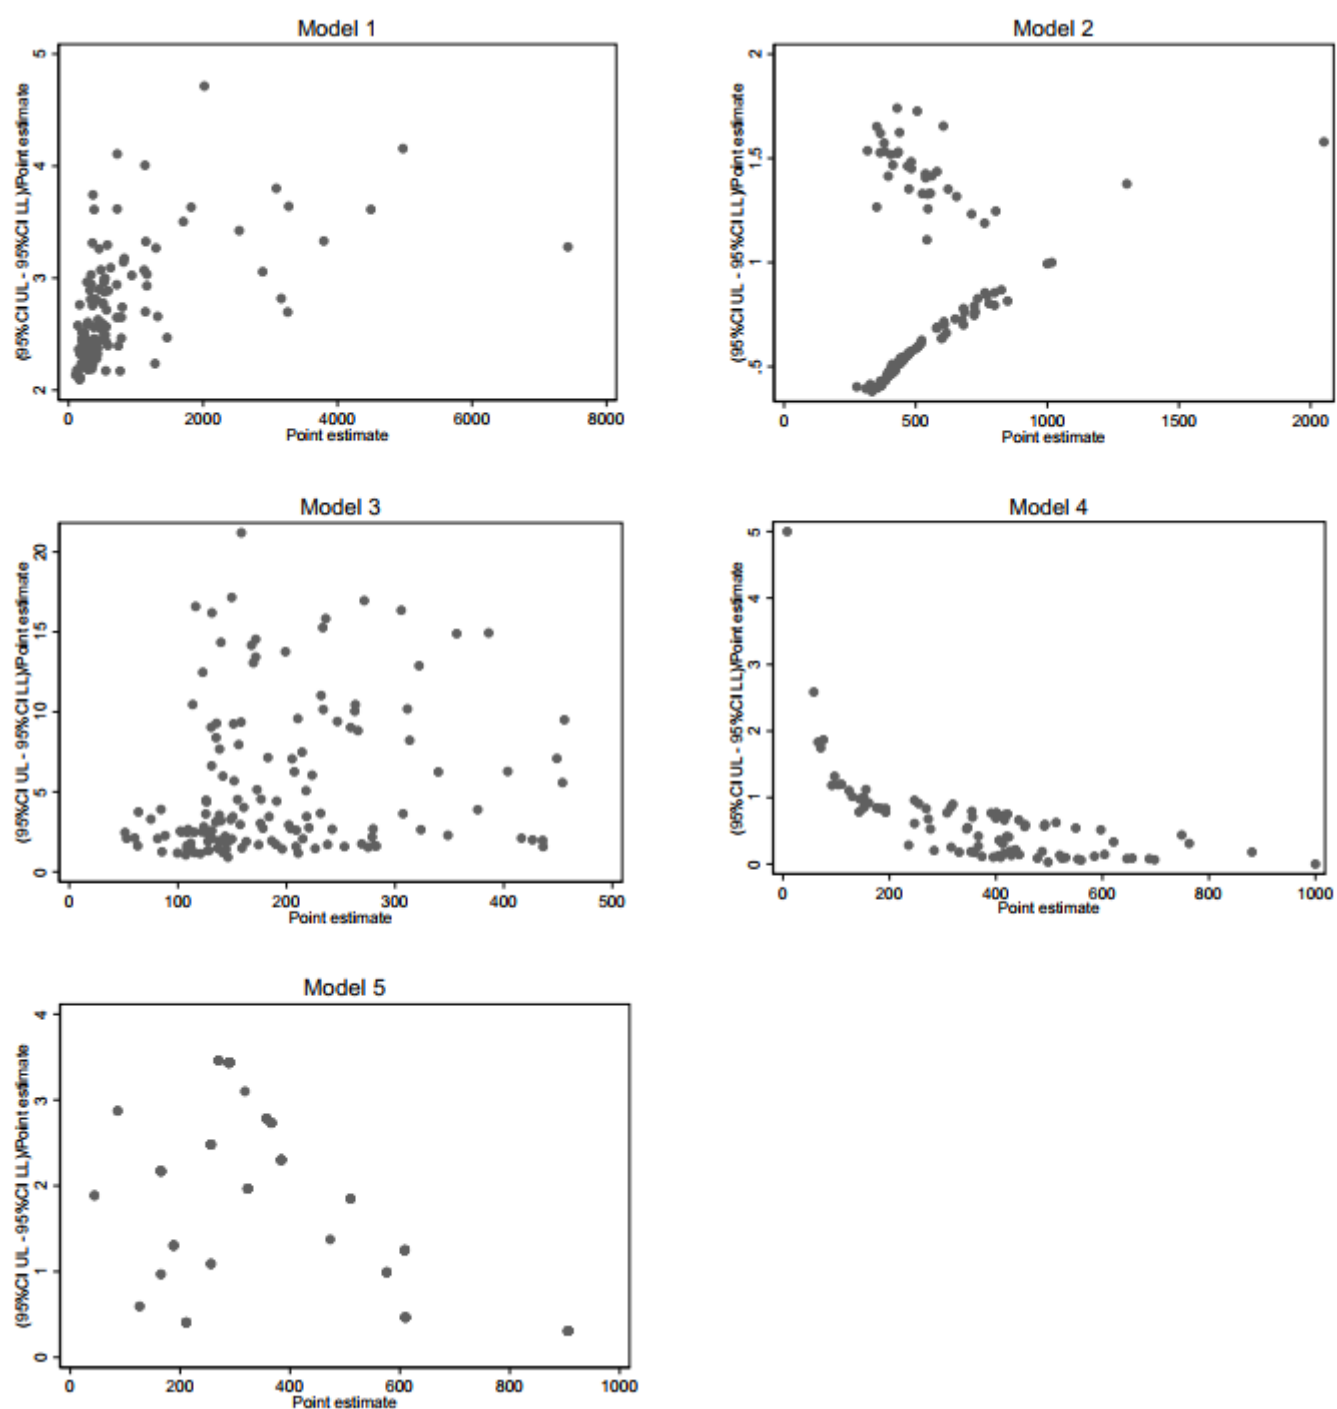 Model 1
(95%CI UL - 95%CI LL)/Point estimate
5
4
3
2
0 2000 4000 6000 8000
Point estimate
Model 2
(95%CI UL - 95%CI LL)/Point estimate
2
1.5
1
.5
0 500 1000 1500 2000
Point estimate
Model 3
(95%CI UL - 95%CI LL)/Point estimate
20
15
10
5
0
0 100 200 300 400 500
Point estimate
Model 4
(95%CI UL - 95%CI LL)/Point estimate
5
4
3
2
1
0
0 200 400 600 800 1000
Point estimate
Model 5
(95%CI UL - 95%CI LL)/Point estimate
4
3
2
1
0
0 200 400 600 800 1000
Point estimate